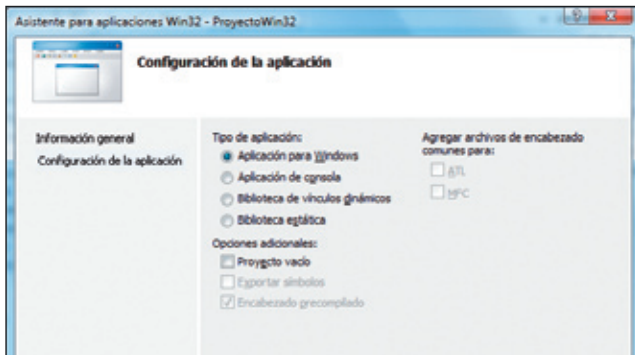 Asistente para aplicaciones Win32 - ProyectoWin32
Configuración de la aplicación
Información general
Configuración de la aplicación
Tipo de aplicación:
Aplicación para Windows
Aplicación de consola
Biblioteca de vínculos dinámicos
Biblioteca estática
Opciones adicionales:
Proyecto vacío
Exportar símbolos
Encabezado precompilado
Agregar archivos de encabezado
comunes para:
ATL
MFC